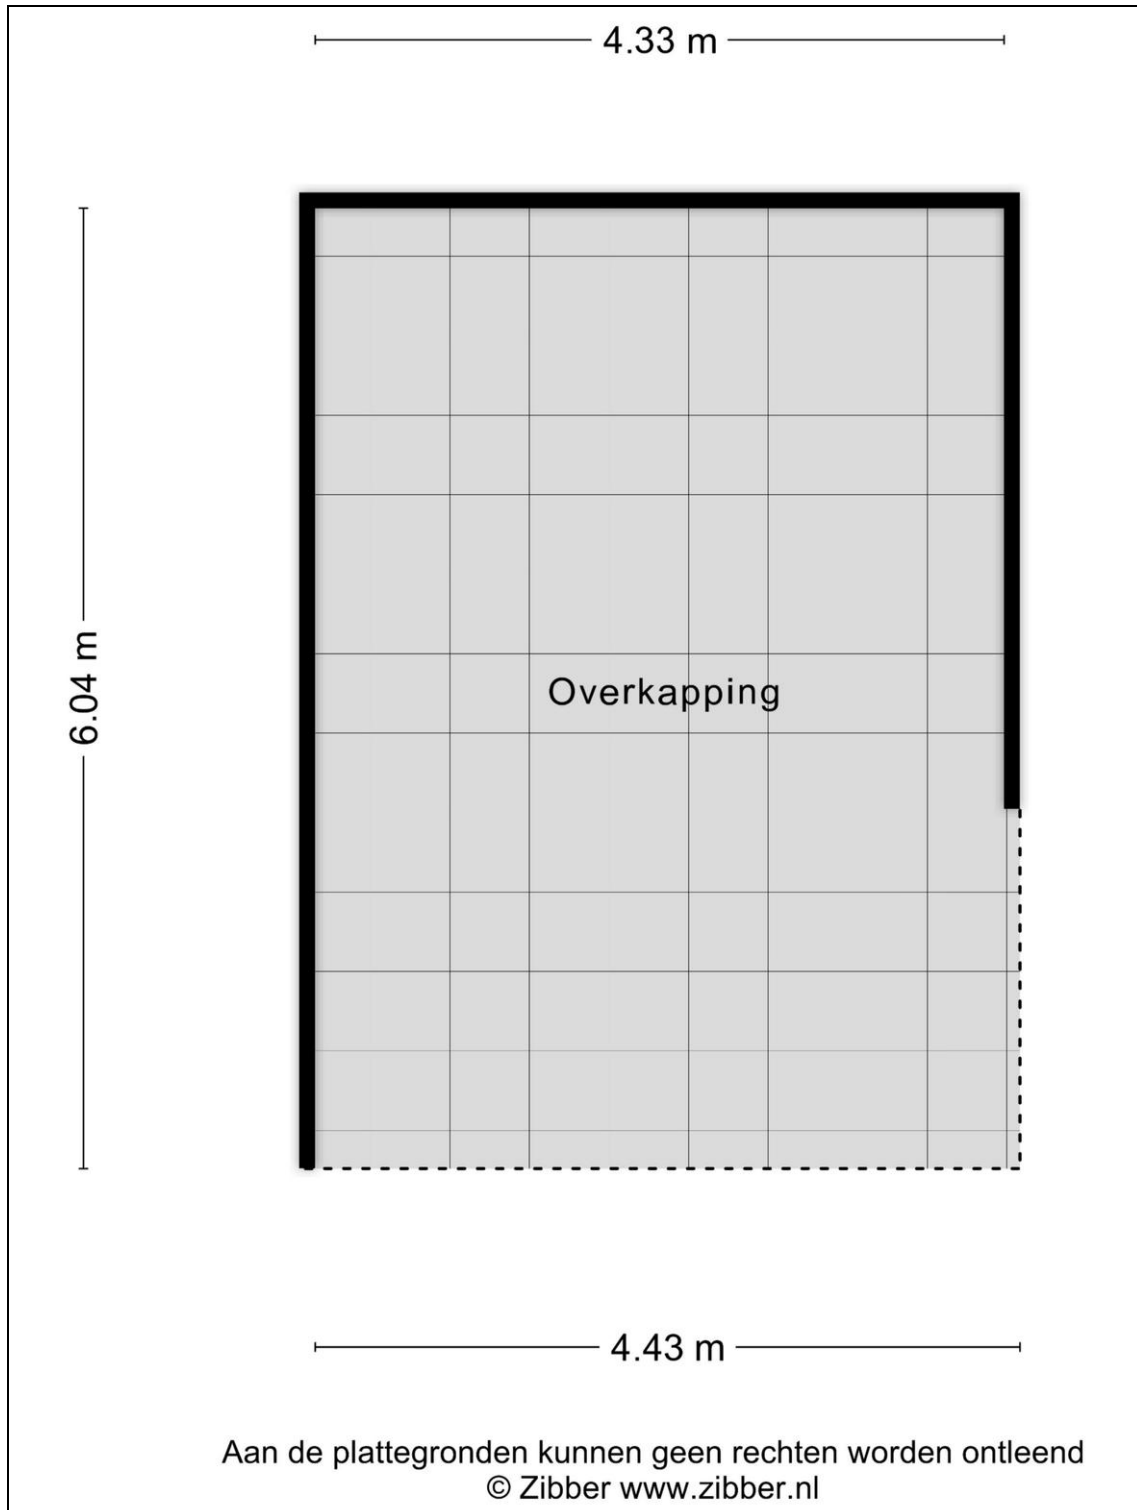 4.33 m
6.04 m
Overkapping
4.43 m
Aan de plattegronden kunnen geen rechten worden ontleend
© Zibber www.zibber.nl